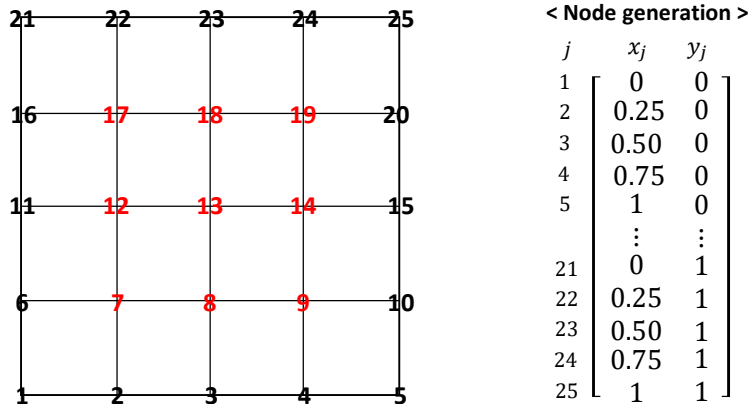 21 22 23 24 25
16 17 18 19 20
11 12 13 14 15
6 7 8 9 10
1 2 3 4 5
< Node generation >
j x_j y_j
1 0 0
2 0.25 0
3 0.50 0
4 0.75 0
5 1 0
⋮ ⋮
21 0 1
22 0.25 1
23 0.50 1
24 0.75 1
25 1 1